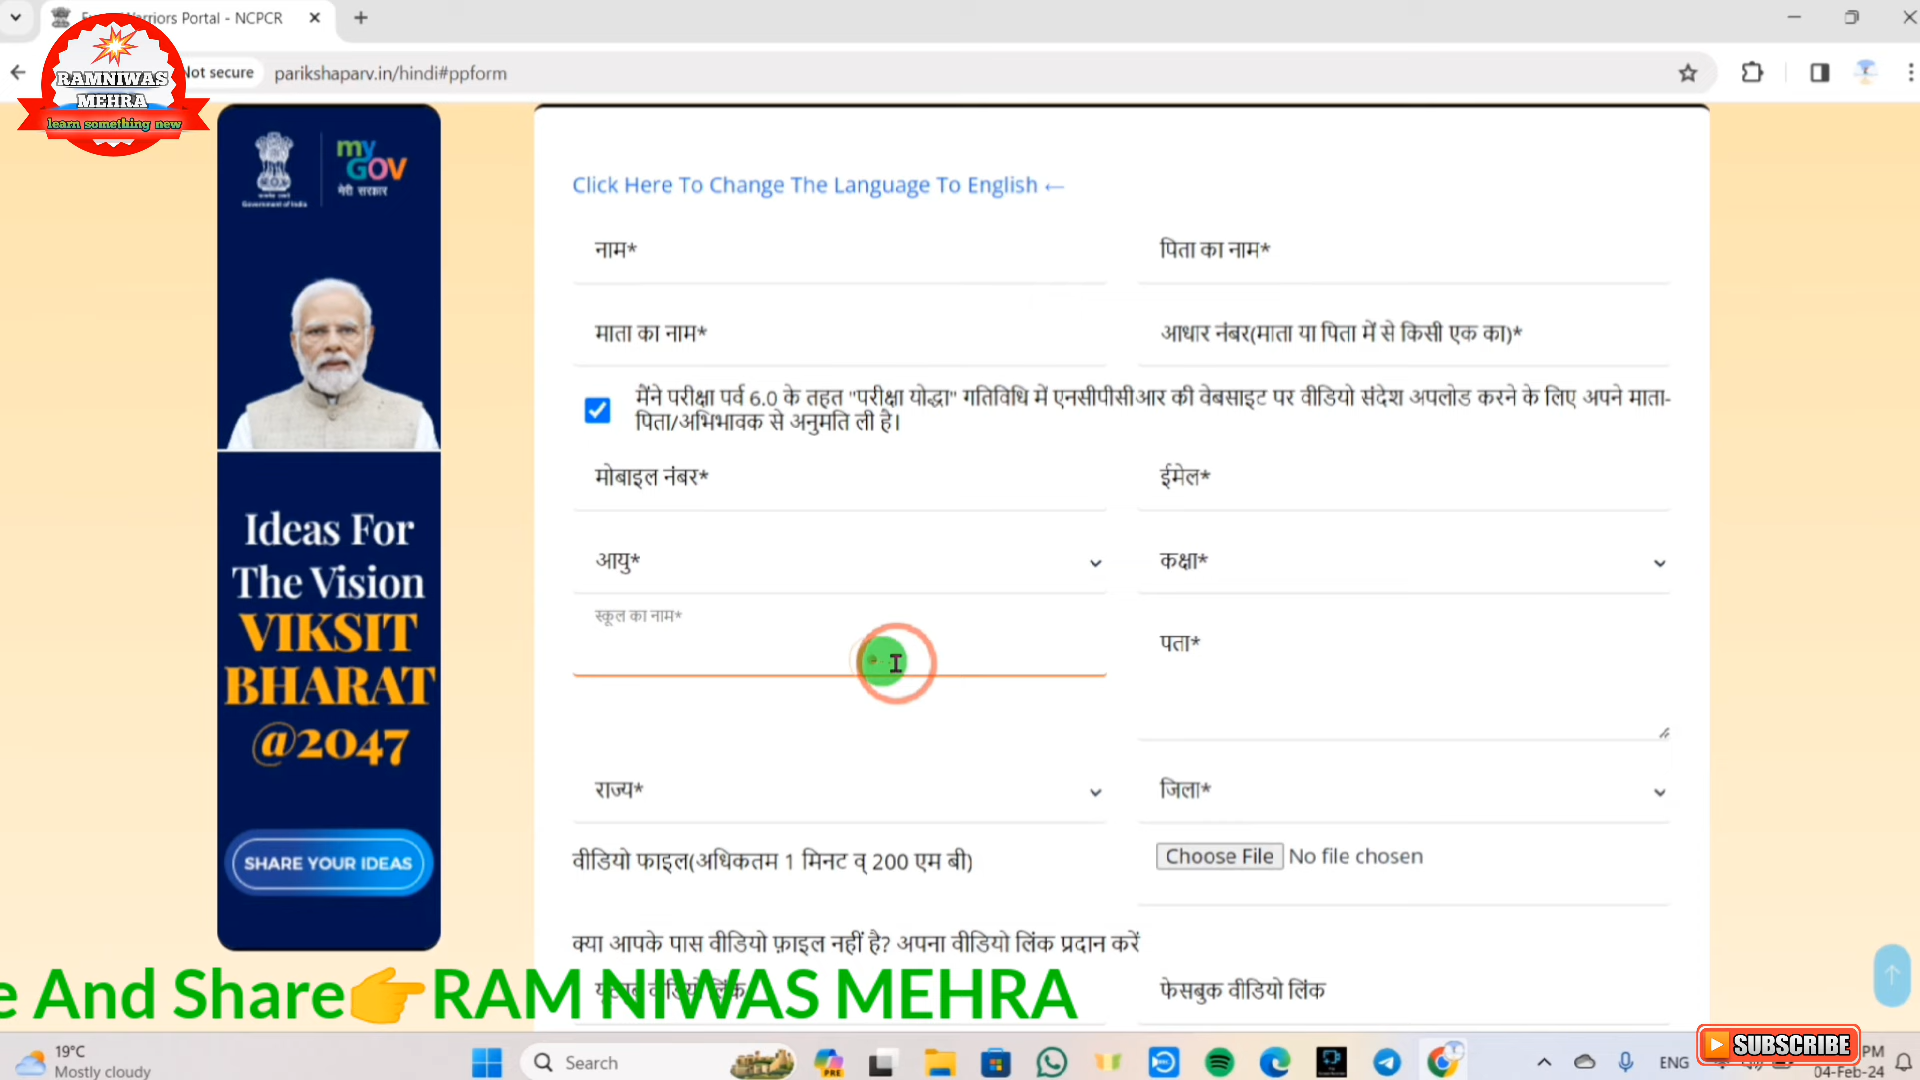 Warriors Portal - NCPCR
Not secure
parikshaparv.in/hindi#ppform
RAMNIWAS
MEHRA
learn something new
my
GOV
मेरी सरकार
Government of India
Ideas For
The Vision
VIKSIT
BHARAT
@2047
SHARE YOUR IDEAS
Click Here To Change The Language To English ←
नाम*
पिता का नाम*
माता का नाम*
आधार नंबर(माता या पिता में से किसी एक का)*
मैंने परीक्षा पर्व 6.0 के तहत "परीक्षा योद्धा" गतिविधि में एनसीपीसीआर की वेबसाइट पर वीडियो संदेश अपलोड करने के लिए अपने माता-
पिता/अभिभावक से अनुमति ली है।
मोबाइल नंबर*
ईमेल*
आयु*
कक्षा*
स्कूल का नाम*
पता*
राज्य*
जिला*
वीडियो फाइल(अधिकतम 1 मिनट व् 200 एम बी)
Choose File No file chosen
क्या आपके पास वीडियो फ़ाइल नहीं है? अपना वीडियो लिंक प्रदान करें
फेसबुक वीडियो लिंक
e And Share👉RAM NIWAS MEHRA
19°C
Mostly cloudy
Search
PRE
ENG
PM
04-Feb-24
SUBSCRIBE